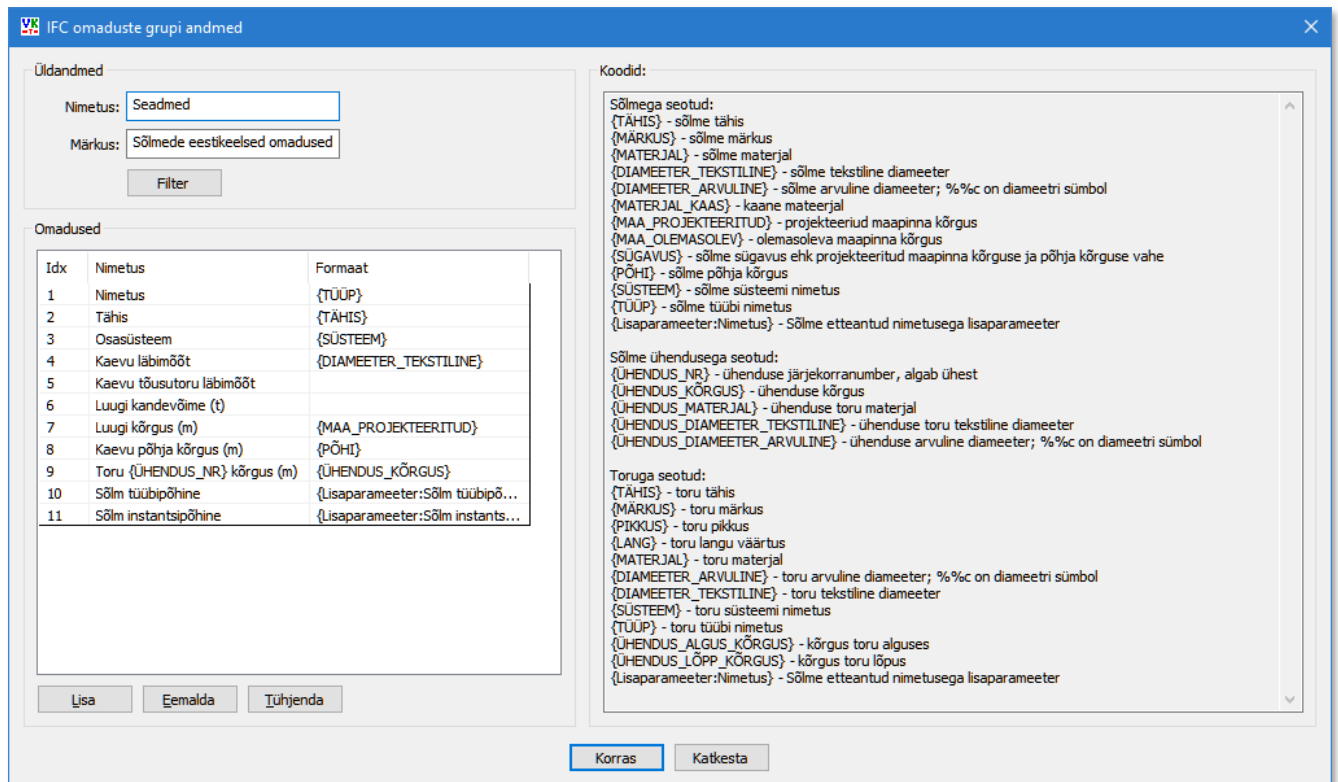 VK
IFC omaduste grupi andmed
Üldandmed
Nimetus: Seadmed
Märkus: Sõlmede eestikeelsed omadused
Filter
Omadused
Idx Nimetus Formaat
1 Nimetus {TÜÜP}
2 Tähis {TÄHIS}
3 Osasüsteem {SÜSTEEM}
4 Kaevu läbimõõt {DIAMEETER_TEKSTILINE}
5 Kaevu tõusutoru läbimõõt
6 Luugi kandevõime (t)
7 Luugi kõrgus (m) {MAA_PROJEKTEERITUD}
8 Kaevu põhja kõrgus (m) {PÕHI}
9 Toru {ÜHENDUS_NR} kõrgus (m) {ÜHENDUS_KÕRGUS}
10 Sõlm tüübipõhine {Lisaparameeter:Sõlm tüübipõ...
11 Sõlm instantsipõhine {Lisaparameeter:Sõlm instants...
Lisa Eemalda Tühjenda
Koodid:
Sõlmega seotud:
{TÄHIS} - sõlme tähis
{MÄRKUS} - sõlme märkus
{MATERJAL} - sõlme materjal
{DIAMEETER_TEKSTILINE} - sõlme tekstiline diameeter
{DIAMEETER_ARVULINE} - sõlme arvuline diameeter; %%c on diameetri sümbol
{MATERJAL_KAAS} - kaane mateerjal
{MAA_PROJEKTEERITUD} - projekteeriud maapinna kõrgus
{MAA_OLEMASOLEV} - olemasoleva maapinna kõrgus
{SÜGAVUS} - sõlme sügavus ehk projekteeritud maapinna kõrguse ja põhja kõrguse vahe
{PÕHI} - sõlme põhja kõrgus
{SÜSTEEM} - sõlme süsteemi nimetus
{TÜÜP} - sõlme tüübi nimetus
{Lisaparameeter:Nimetus} - Sõlme etteantud nimetusega lisaparameeter
Sõlme ühendusega seotud:
{ÜHENDUS_NR} - ühenduse järjekorranumber, algab ühest
{ÜHENDUS_KÕRGUS} - ühenduse kõrgus
{ÜHENDUS_MATERJAL} - ühenduse toru materjal
{ÜHENDUS_DIAMEETER_TEKSTILINE} - ühenduse toru tekstiline diameeter
{ÜHENDUS_DIAMEETER_ARVULINE} - ühenduse arvuline diameeter; %%c on diameetri sümbol
Toruga seotud:
{TÄHIS} - toru tähis
{MÄRKUS} - toru märkus
{PIKKUS} - toru pikkus
{LANG} - toru langu väärtus
{MATERJAL} - toru materjal
{DIAMEETER_ARVULINE} - toru arvuline diameeter; %%c on diameetri sümbol
{DIAMEETER_TEKSTILINE} - toru tekstiline diameeter
{SÜSTEEM} - toru süsteemi nimetus
{TÜÜP} - toru tüübi nimetus
{ÜHENDUS_ALGUS_KÕRGUS} - kõrgus toru alguses
{ÜHENDUS_LÕPP_KÕRGUS} - kõrgus toru lõpus
{Lisaparameeter:Nimetus} - Sõlme etteantud nimetusega lisaparameeter
Korras Katkesta